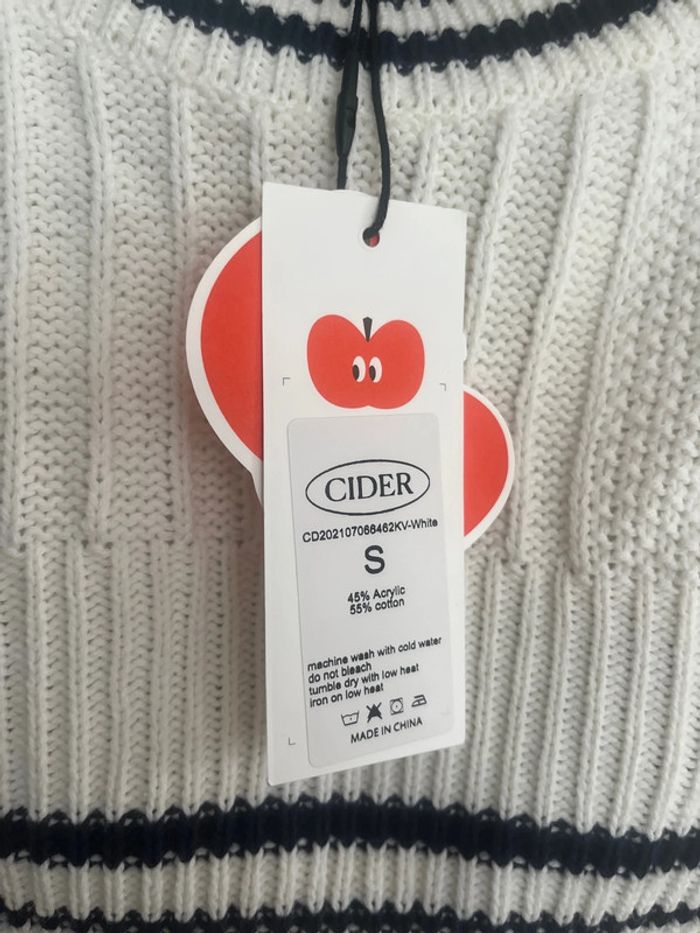 CIDER
CD202107066462KV-White
S
45% Acrylic
55% cotton
machine wash with cold water
do not bleach
tumble dry with low heat
iron on low heat
MADE IN CHINA